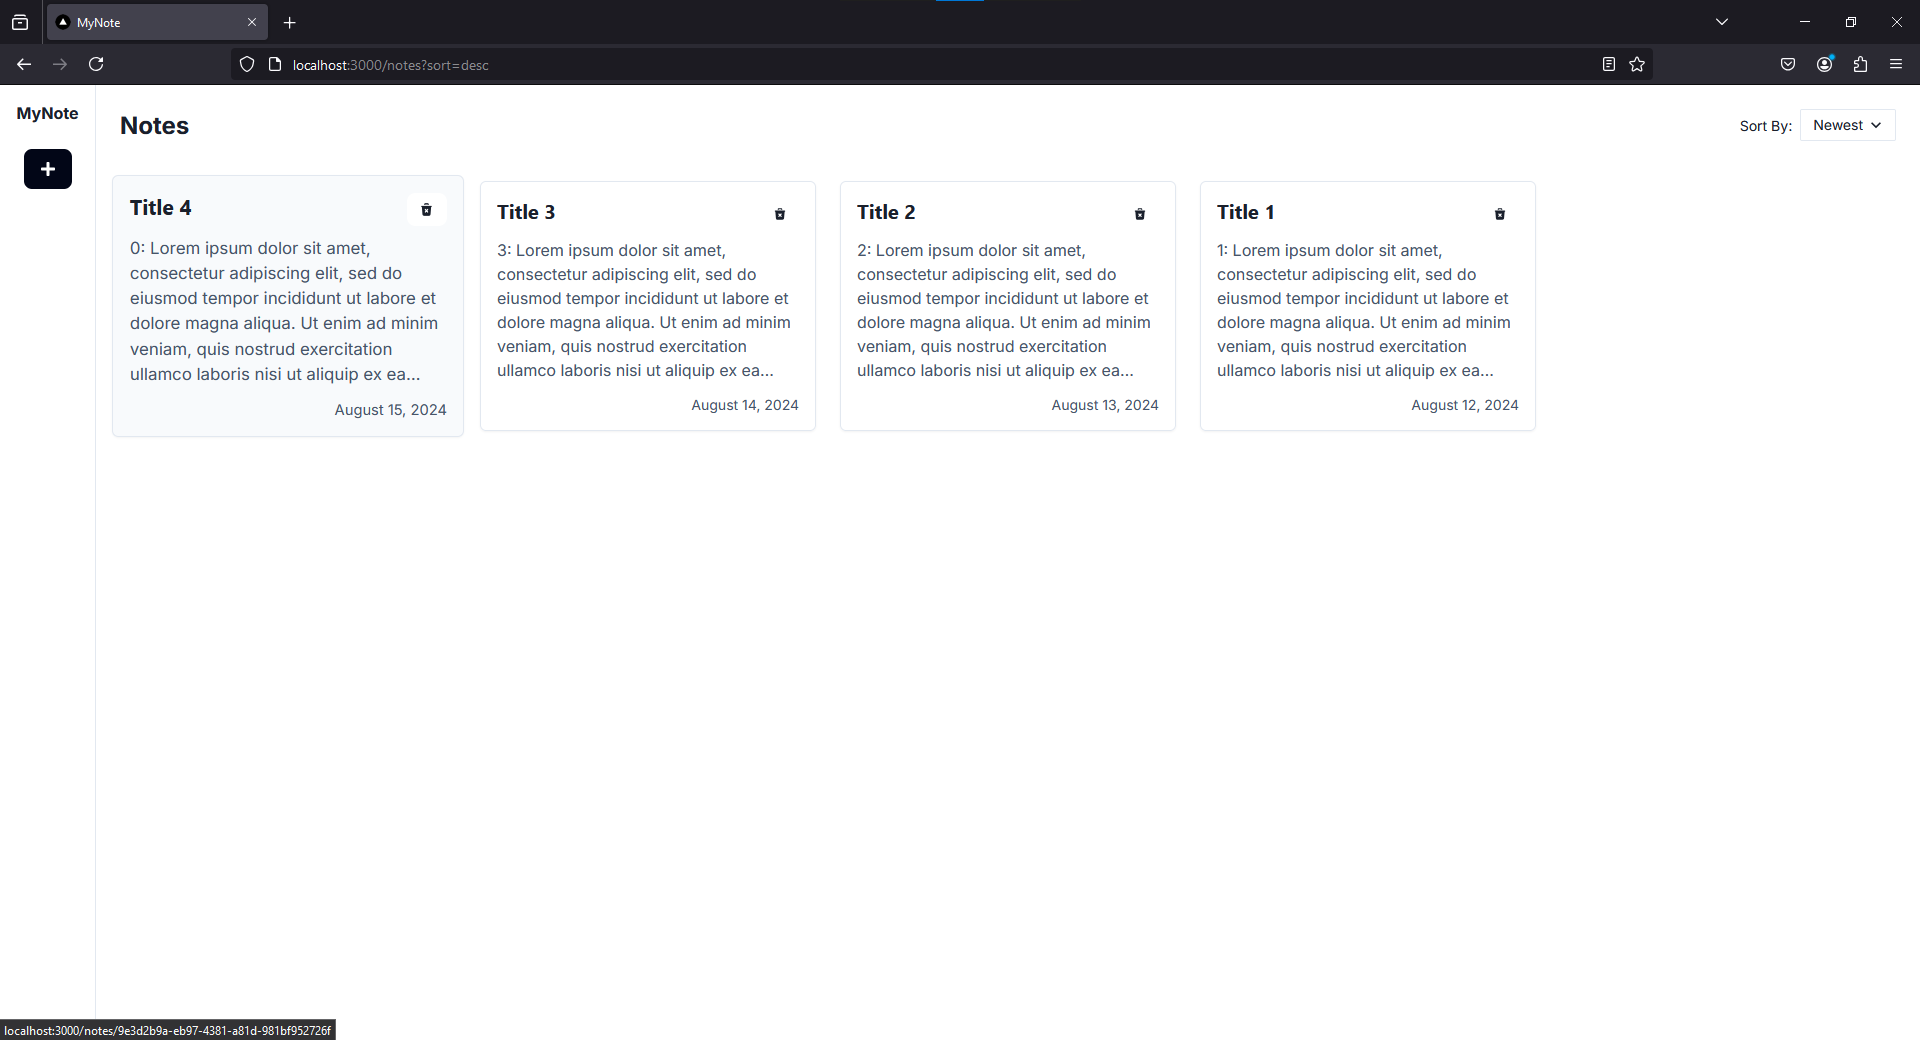 MyNote
localhost:3000/notes?sort=desc
MyNote
Notes
Sort By:
Newest
Title 4
0: Lorem ipsum dolor sit amet,
consectetur adipiscing elit, sed do
eiusmod tempor incididunt ut labore et
dolore magna aliqua. Ut enim ad minim
veniam, quis nostrud exercitation
ullamco laboris nisi ut aliquip ex ea...
August 15, 2024
Title 3
3: Lorem ipsum dolor sit amet,
consectetur adipiscing elit, sed do
eiusmod tempor incididunt ut labore et
dolore magna aliqua. Ut enim ad minim
veniam, quis nostrud exercitation
ullamco laboris nisi ut aliquip ex ea...
August 14, 2024
Title 2
2: Lorem ipsum dolor sit amet,
consectetur adipiscing elit, sed do
eiusmod tempor incididunt ut labore et
dolore magna aliqua. Ut enim ad minim
veniam, quis nostrud exercitation
ullamco laboris nisi ut aliquip ex ea...
August 13, 2024
Title 1
1: Lorem ipsum dolor sit amet,
consectetur adipiscing elit, sed do
eiusmod tempor incididunt ut labore et
dolore magna aliqua. Ut enim ad minim
veniam, quis nostrud exercitation
ullamco laboris nisi ut aliquip ex ea...
August 12, 2024
localhost:3000/notes/9e3d2b9a-eb97-4381-a81d-981bf952726f